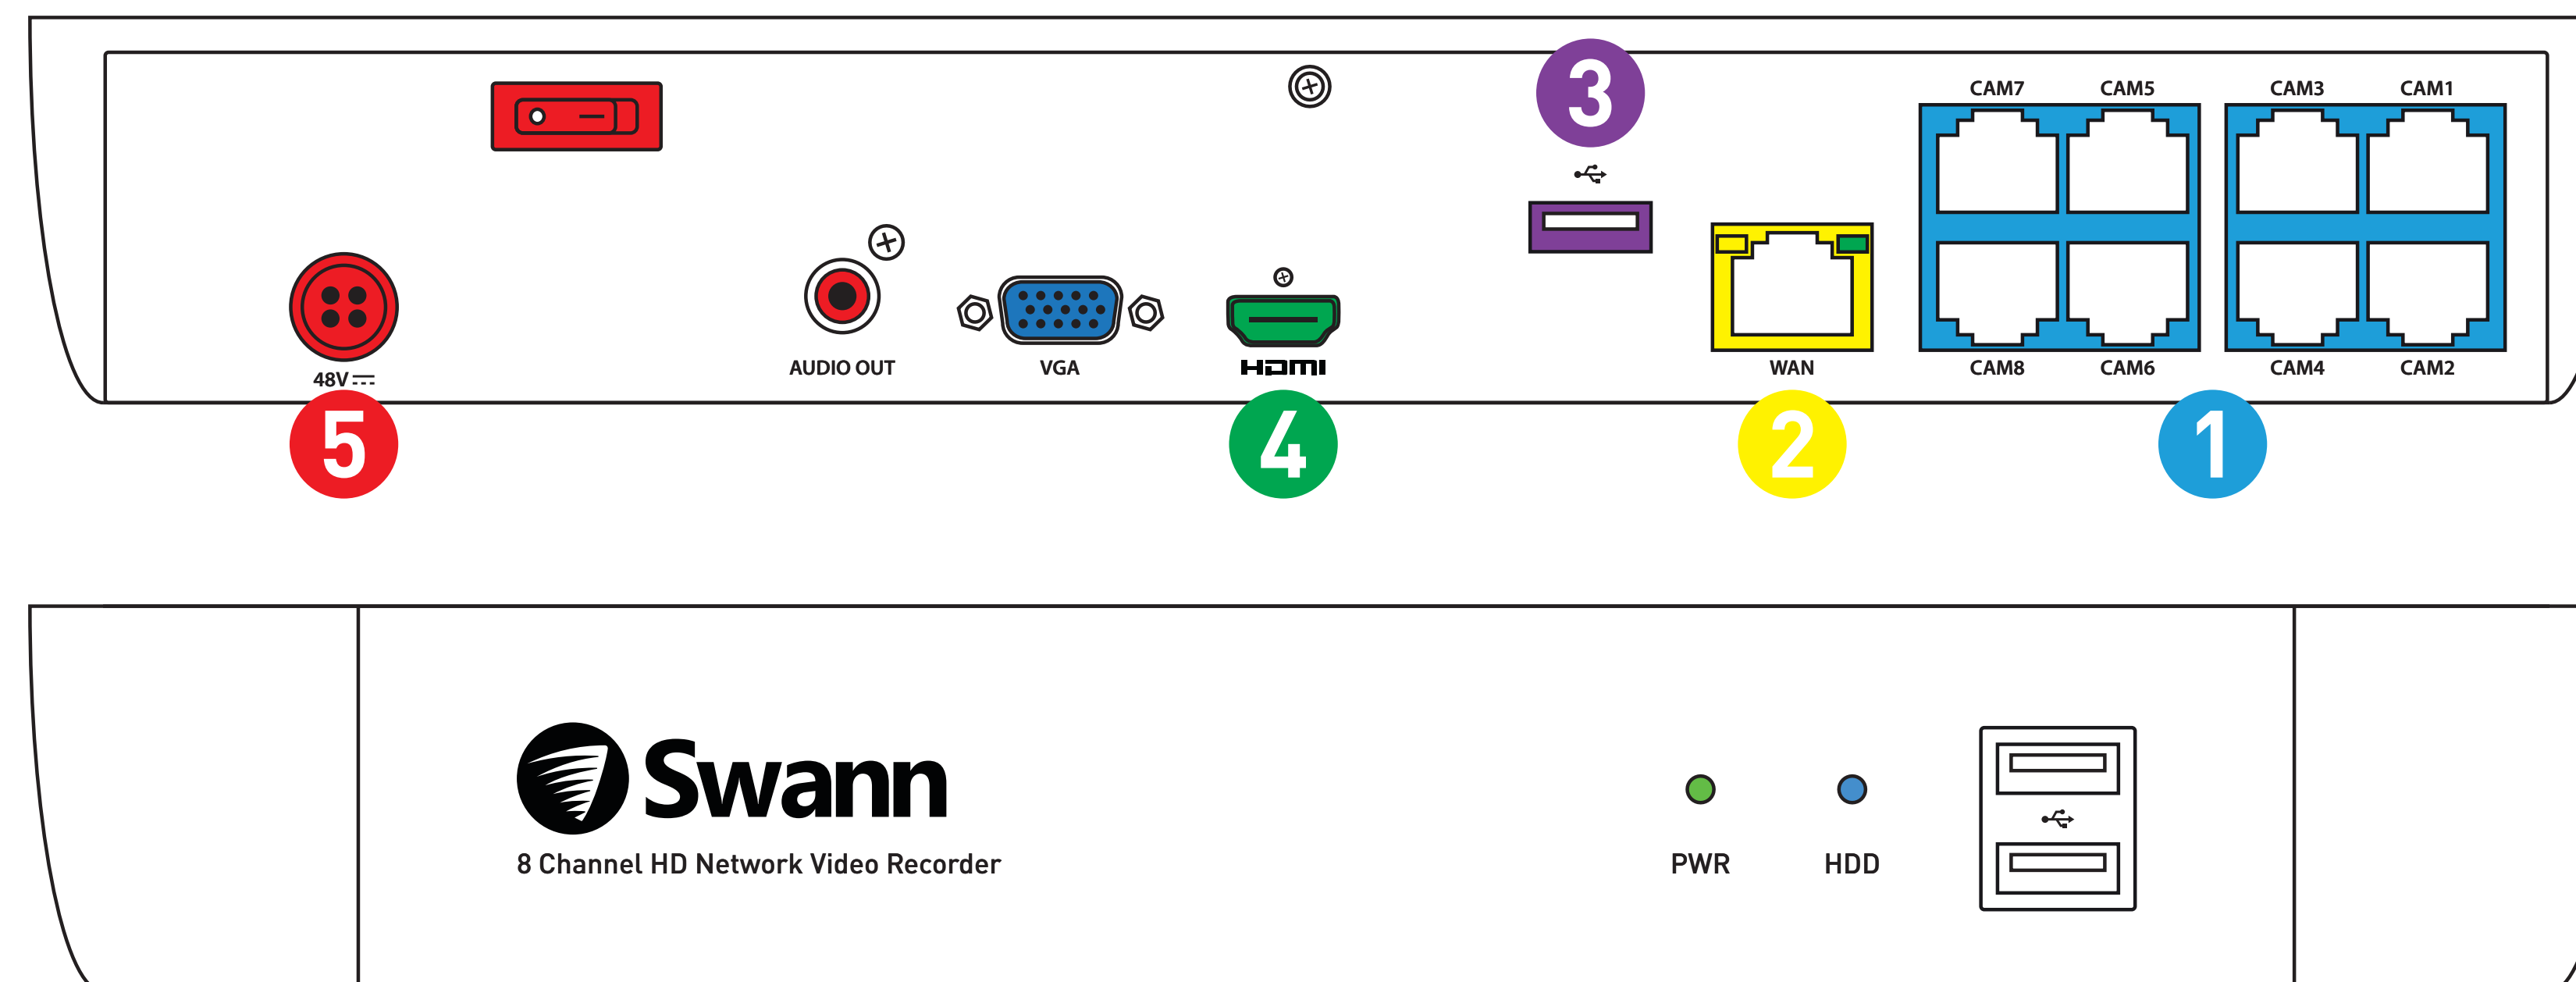 3
CAM7 CAM5 CAM3 CAM1
AUDIO OUT VGA HDMI WAN CAM8 CAM6 CAM4 CAM2
48V
5 4 2 1
Swann
8 Channel HD Network Video Recorder
PWR HDD